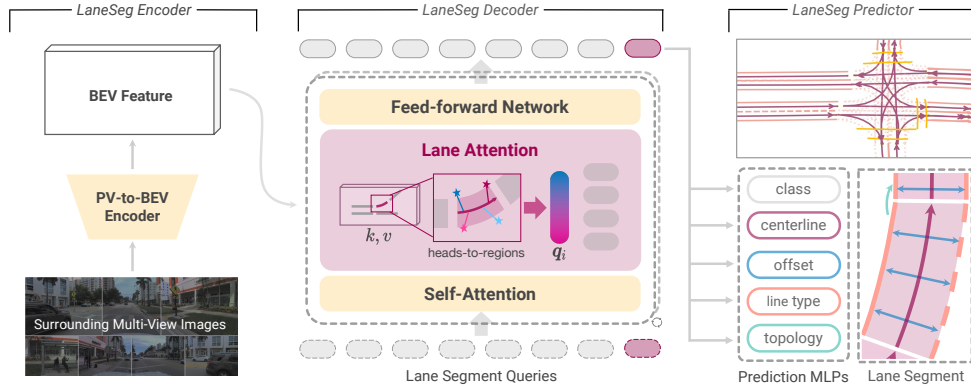 LaneSeg Encoder
BEV Feature
PV-to-BEV
Encoder
Surrounding Multi-View Images
LaneSeg Decoder
Feed-forward Network
Lane Attention
k, v
heads-to-regions
q_i
Self-Attention
Lane Segment Queries
LaneSeg Predictor
class
centerline
offset
line type
topology
Prediction MLPs
Lane Segment